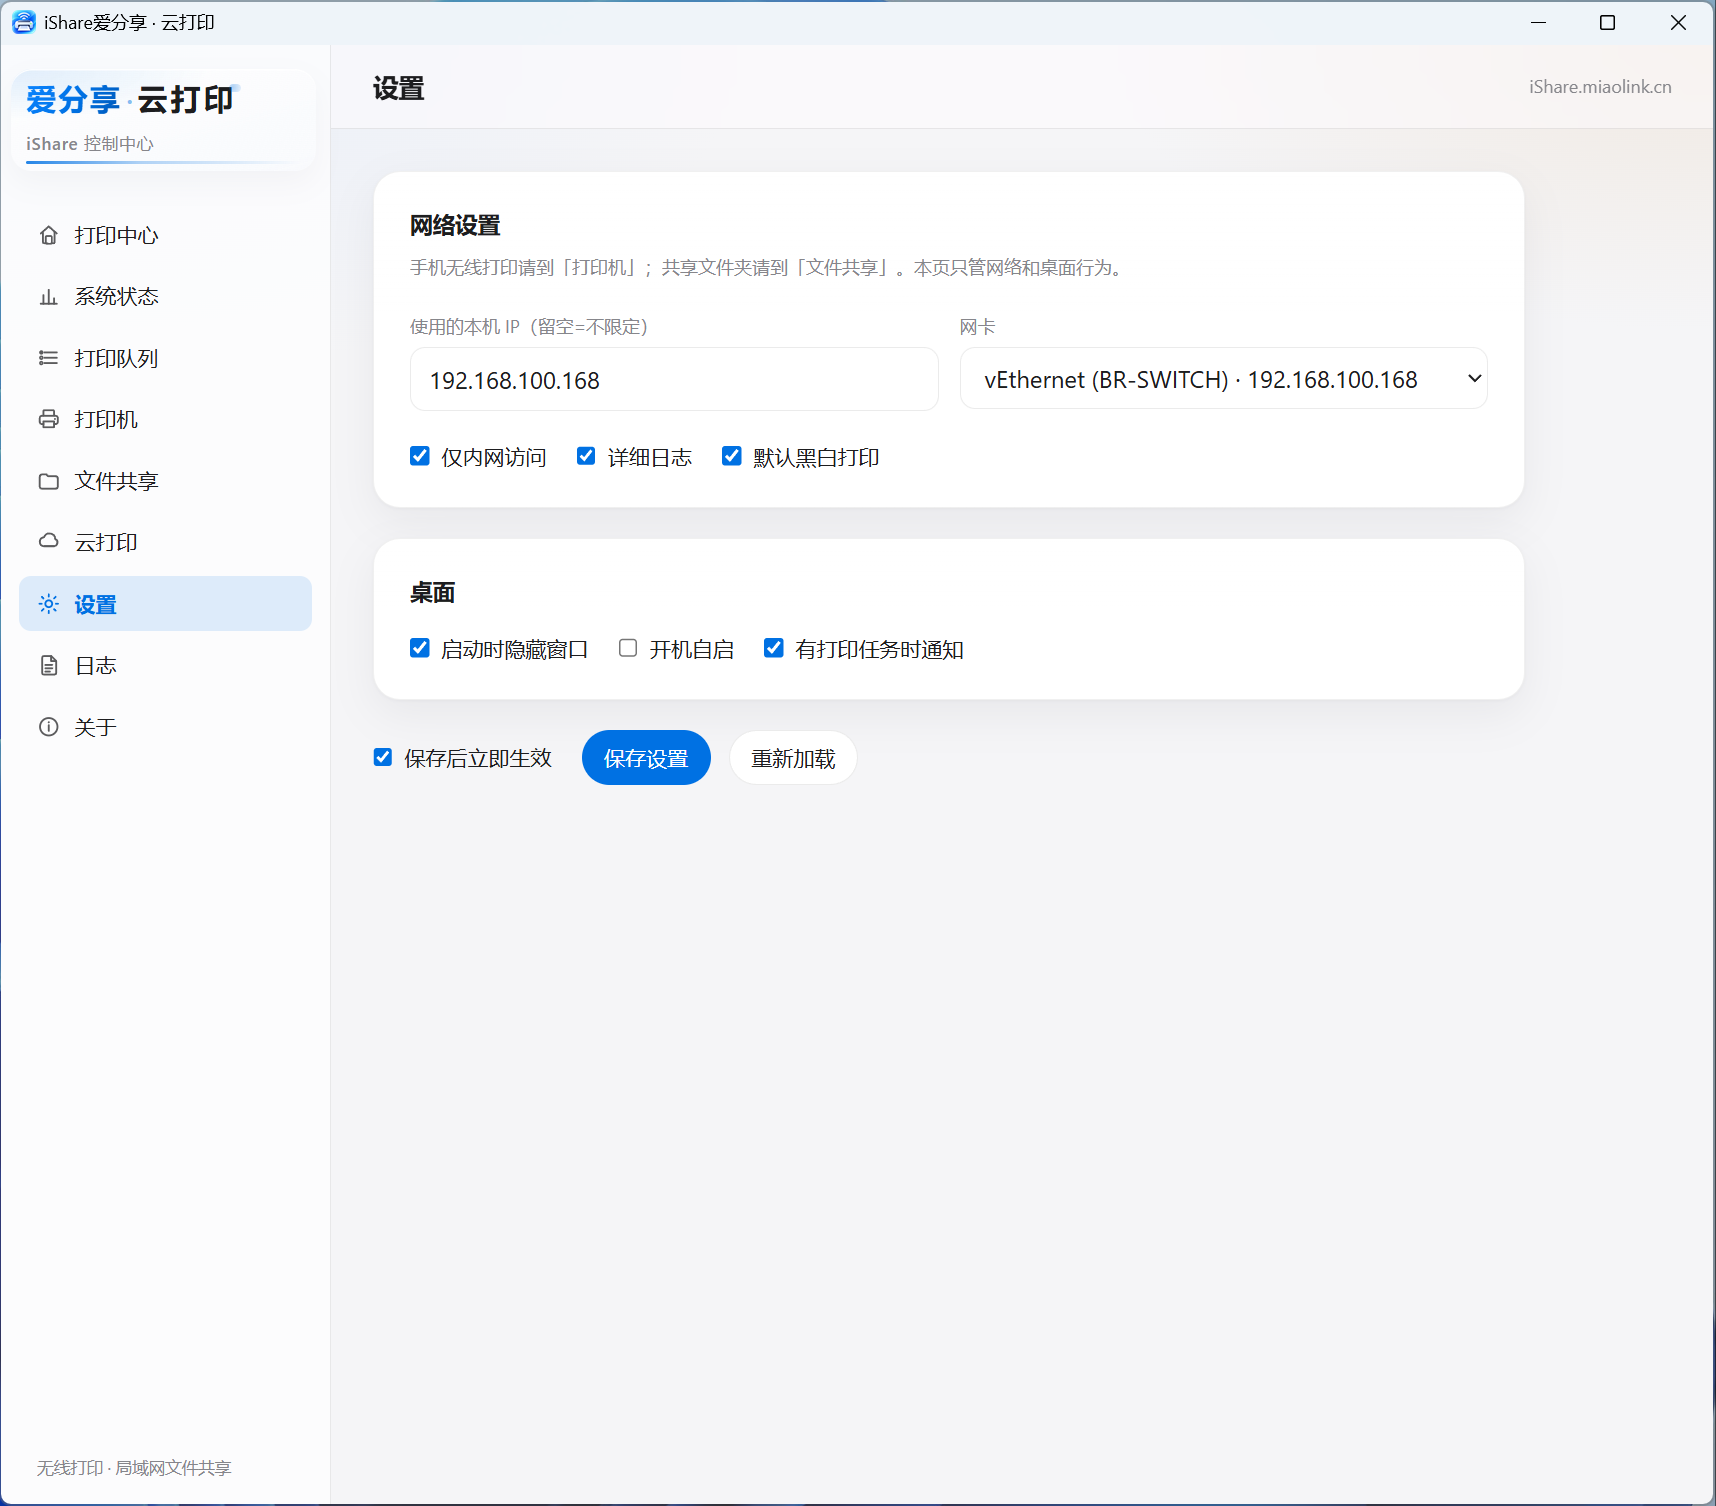 iShare爱分享 · 云打印
爱分享 · 云打印
iShare 控制中心
打印中心
系统状态
打印队列
打印机
文件共享
云打印
设置
日志
关于
无线打印 · 局域网文件共享
设置
iShare.miaolink.cn
网络设置
手机无线打印请到「打印机」；共享文件夹请到「文件共享」。本页只管网络和桌面行为。
使用的本机 IP（留空=不限定）
网卡
192.168.100.168
vEthernet (BR-SWITCH) · 192.168.100.168
仅内网访问 详细日志 默认黑白打印
桌面
启动时隐藏窗口 开机自启 有打印任务时通知
保存后立即生效 保存设置 重新加载